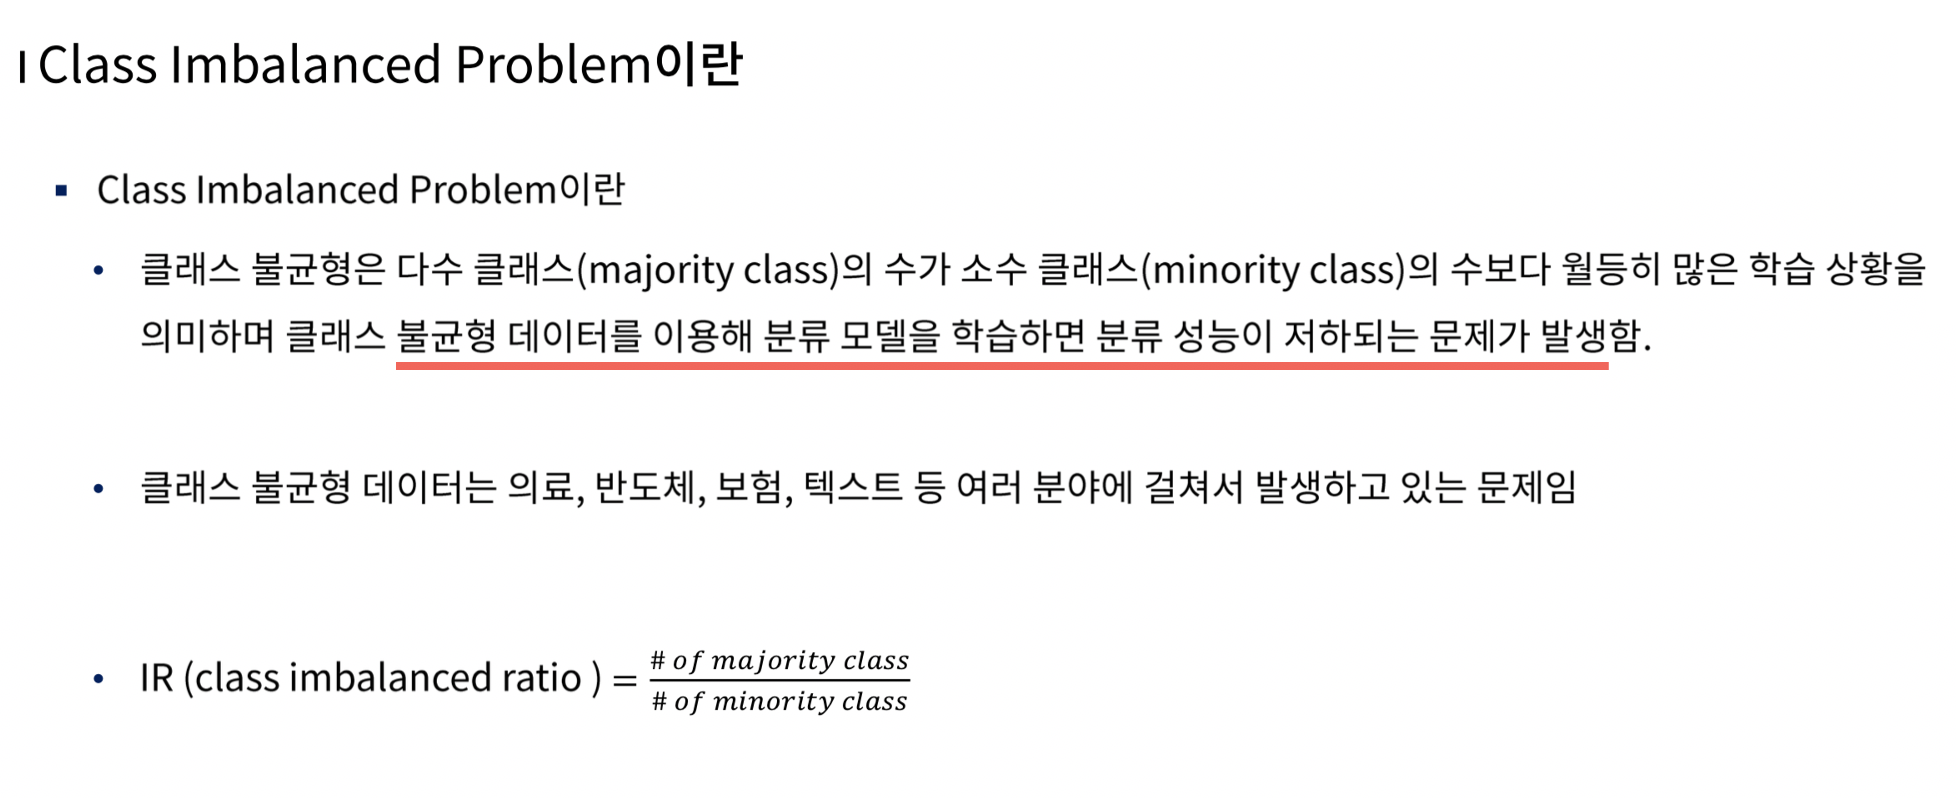 Class Imbalanced Problem이란
▪ Class Imbalanced Problem이란
• 클래스 불균형은 다수 클래스(majority class)의 수가 소수 클래스(minority class)의 수보다 월등히 많은 학습 상황을
의미하며 클래스 불균형 데이터를 이용해 분류 모델을 학습하면 분류 성능이 저하되는 문제가 발생함.
• 클래스 불균형 데이터는 의료, 반도체, 보험, 텍스트 등 여러 분야에 걸쳐서 발생하고 있는 문제임
• IR (class imbalanced ratio ) = # of majority class
# of minority class